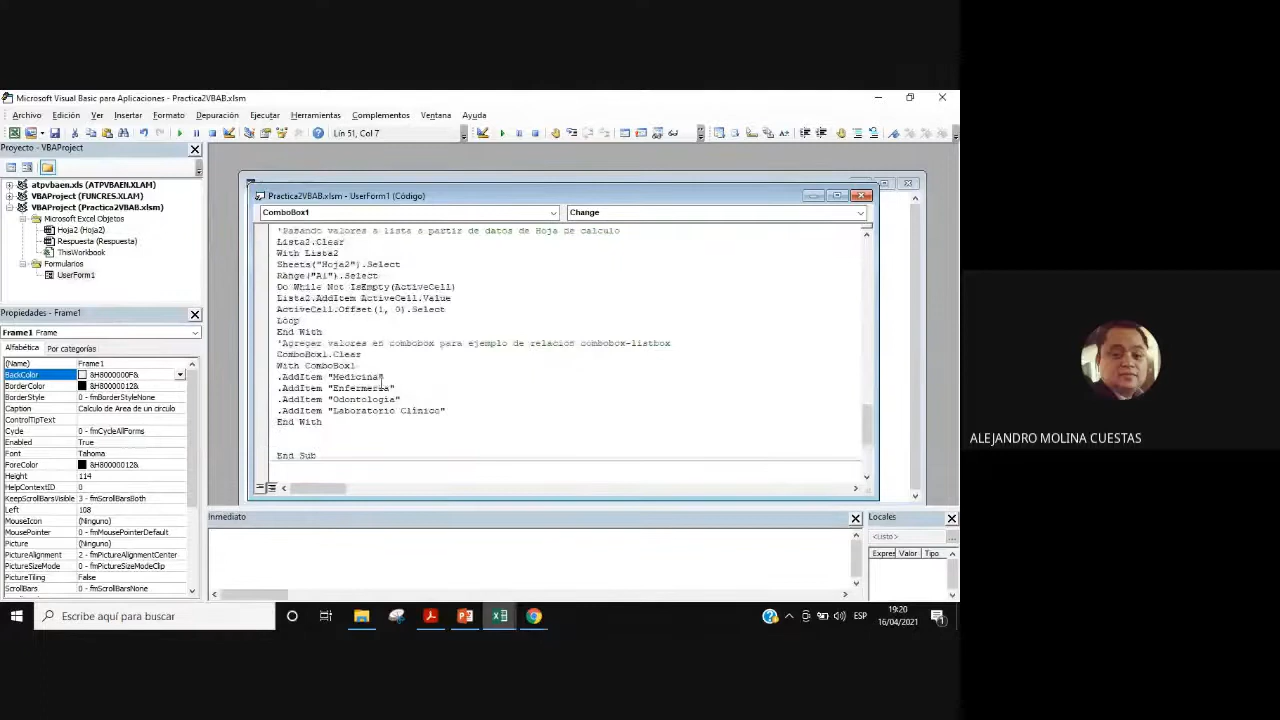 Microsoft Visual Basic para Aplicaciones - Practica2VBAB.xlsm
Archivo Edición Ver Insertar Formato Depuración Ejecutar Herramientas Complementos Ventana Ayuda
Lín 51, Col 7
Proyecto - VBAProject
atpvbaen.xls (ATPVBAEN.XLAM)
VBAProject (FUNCRES.XLAM)
VBAProject (Practica2VBAB.xlsm)
Microsoft Excel Objetos
Hoja2 (Hoja2)
Respuesta (Respuesta)
ThisWorkbook
Formularios
UserForm1
Propiedades - Frame1
Frame1 Frame
Alfabética Por categorías
(Name) Frame1
BackColor &H8000000F&
BorderColor &H80000012&
BorderStyle 0 - fmBorderStyleNone
Caption Calculo de Area de un circulo
ControlTipText
Cycle 0 - fmCycleAllForms
Enabled True
Font Tahoma
ForeColor &H80000012&
Height 114
HelpContextID 0
KeepScrollBarsVisible 3 - fmScrollBarsBoth
Left 108
MouseIcon (Ninguno)
MousePointer 0 - fmMousePointerDefault
Picture (Ninguno)
PictureAlignment 2 - fmPictureAlignmentCenter
PictureSizeMode 0 - fmPictureSizeModeClip
PictureTiling False
ScrollBars 0 - fmScrollBarsNone
Practica2VBAB.xlsm - UserForm1 (Código)
ComboBox1 Change
'Pasando valores a lista a partir de datos de Hoja de calculo
Lista2.Clear
With Lista2
Sheets("Hoja2").Select
Range("A1").Select
Do While Not IsEmpty(ActiveCell)
Lista2.AddItem ActiveCell.Value
ActiveCell.Offset(1, 0).Select
Loop
End With
'Agregar valores en combobox para ejemplo de relacion combobox-listbox
ComboBox1.Clear
With ComboBox1
.AddItem "Medicina"
.AddItem "Enfermeria"
.AddItem "Odontologia"
.AddItem "Laboratorio Clínico"
End With
End Sub
Inmediato
Locales
<Listo>
Expres Valor Tipo
ALEJANDRO MOLINA CUESTAS
Escribe aquí para buscar
ESP
19:20
16/04/2021
1